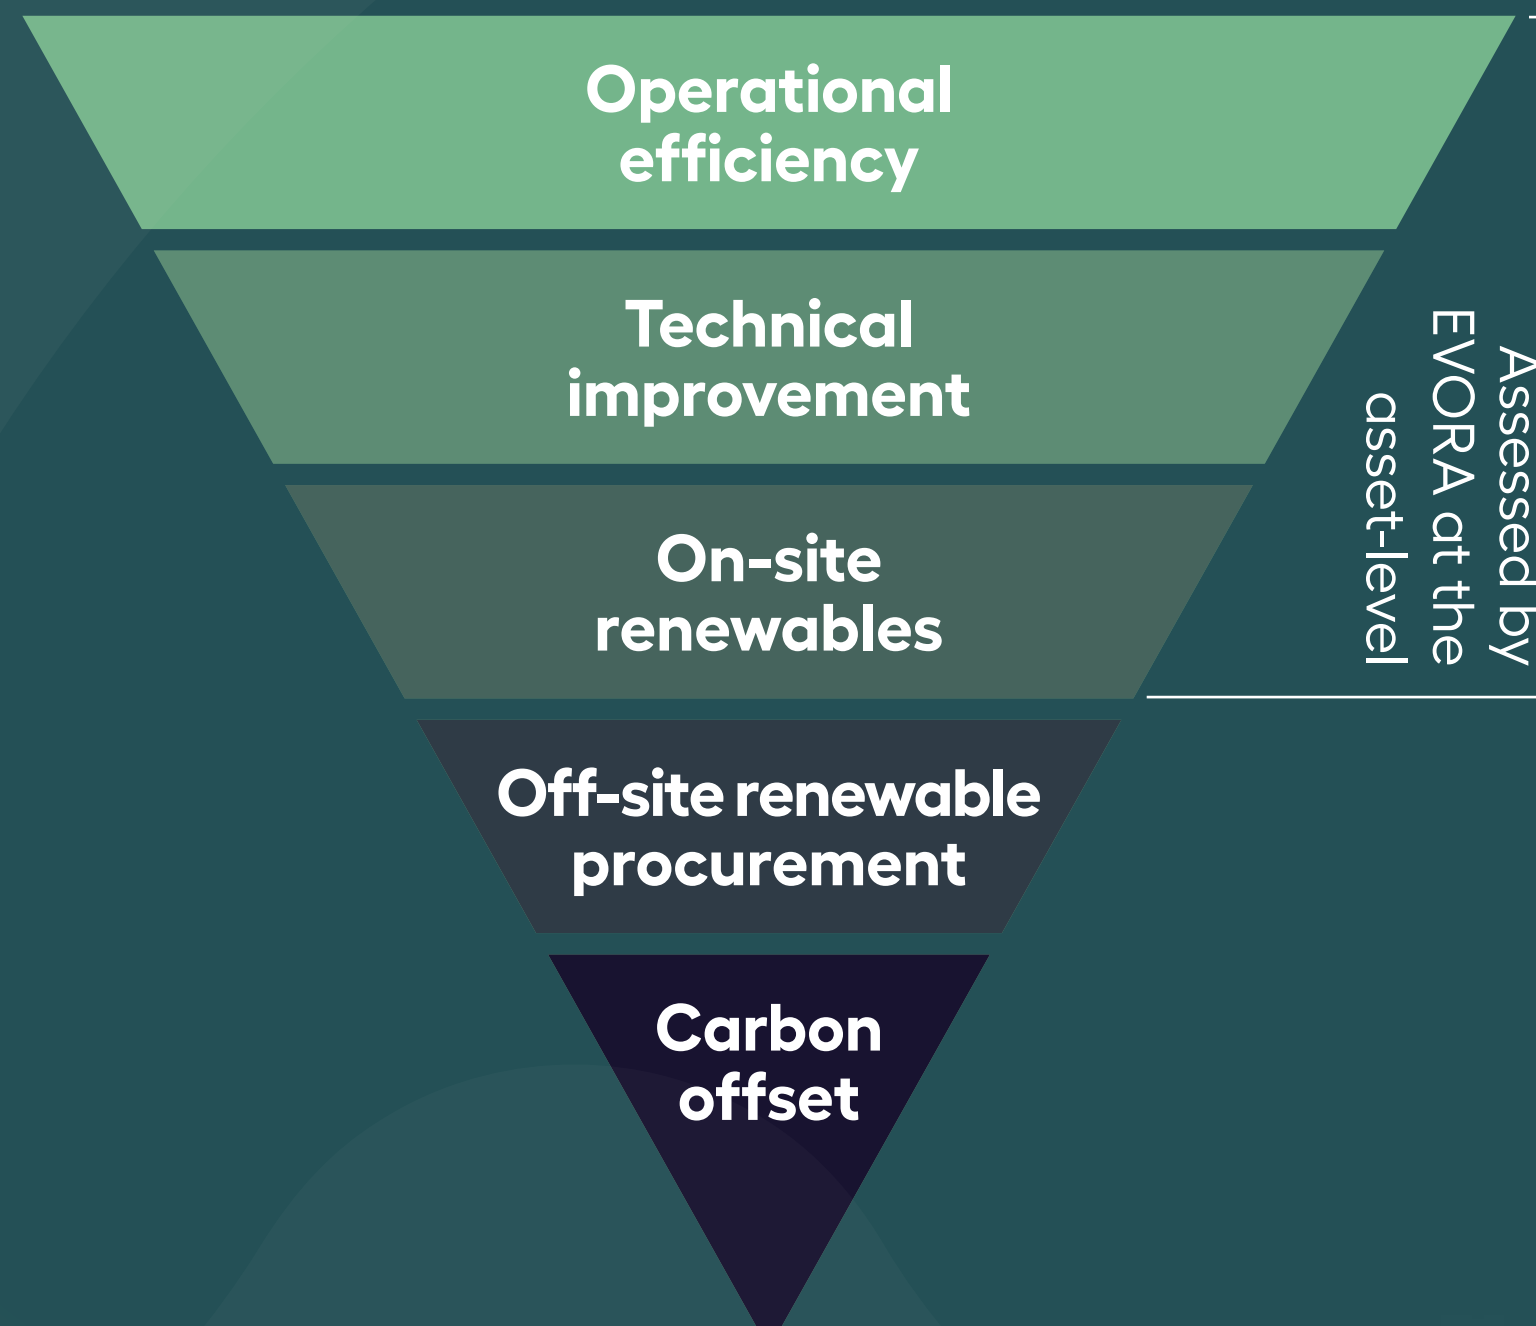 Operational
efficiency
Technical
improvement
On-site
renewables
Off-site renewable
procurement
Carbon
offset
Assessed by
EVORA at the
asset-level